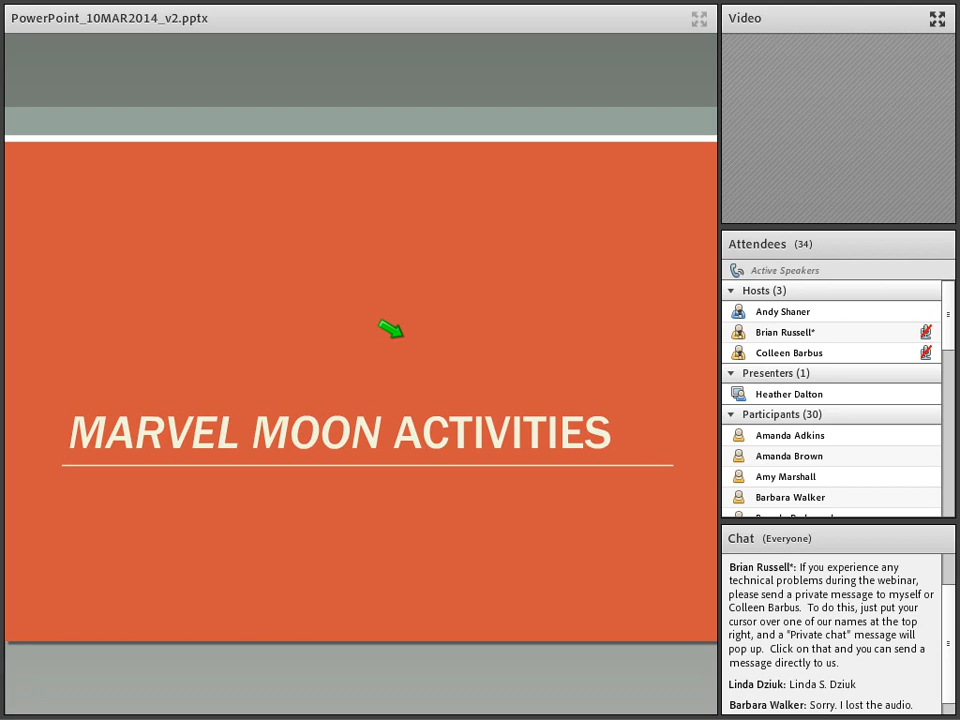 PowerPoint_10MAR2014_v2.pptx
MARVEL MOON ACTIVITIES
Video
Attendees (34)
Active Speakers
Hosts (3)
Andy Shaner
Brian Russell*
Colleen Barbus
Presenters (1)
Heather Dalton
Participants (30)
Amanda Adkins
Amanda Brown
Amy Marshall
Barbara Walker
Chat (Everyone)
Brian Russell*: If you experience any
technical problems during the webinar,
please send a private message to myself or
Colleen Barbus. To do this, just put your
cursor over one of our names at the top
right, and a "Private chat" message will
pop up. Click on that and you can send a
message directly to us.
Linda Dziuk: Linda S. Dziuk
Barbara Walker: Sorry. I lost the audio.